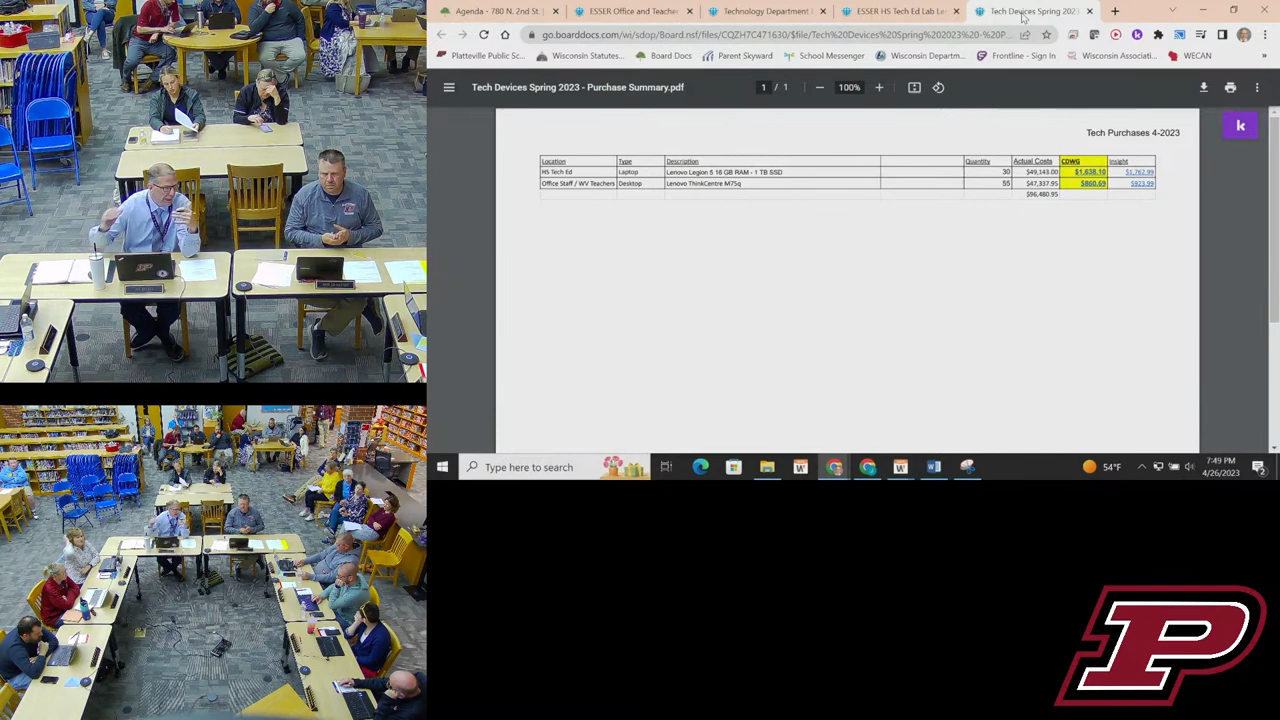 Agenda - 780 N. 2nd St. |
ESSER Office and Teache
Technology Department
ESSER HS Tech Ed Lab Le
Tech Devices Spring 2023
go.boarddocs.com/wi/sdop/Board.nsf/files/CQZH7C471630/$file/Tech%20Devices%20Spring%202023%20-%20P...
Platteville Public Sc...
Wisconsin Statutes...
Board Docs
Parent Skyward
School Messenger
Wisconsin Depart...
Frontline - Sign In
Wisconsin Associati...
WECAN
Tech Devices Spring 2023 - Purchase Summary.pdf
1 / 1
100%
Tech Purchases 4-2023
k
Location Type Description Quantity Actual Costs CDWG Insight
HS Tech Ed Laptop Lenovo Legion 5 16 GB RAM - 1 TB SSD 30 $49,143.00 $1,638.10 $1,762.99
Office Staff / WV Teachers Desktop Lenovo ThinkCentre M75q 55 $47,337.95 $860.69 $923.99
$96,480.95
Type here to search
54°F
7:49 PM
4/26/2023
2
P